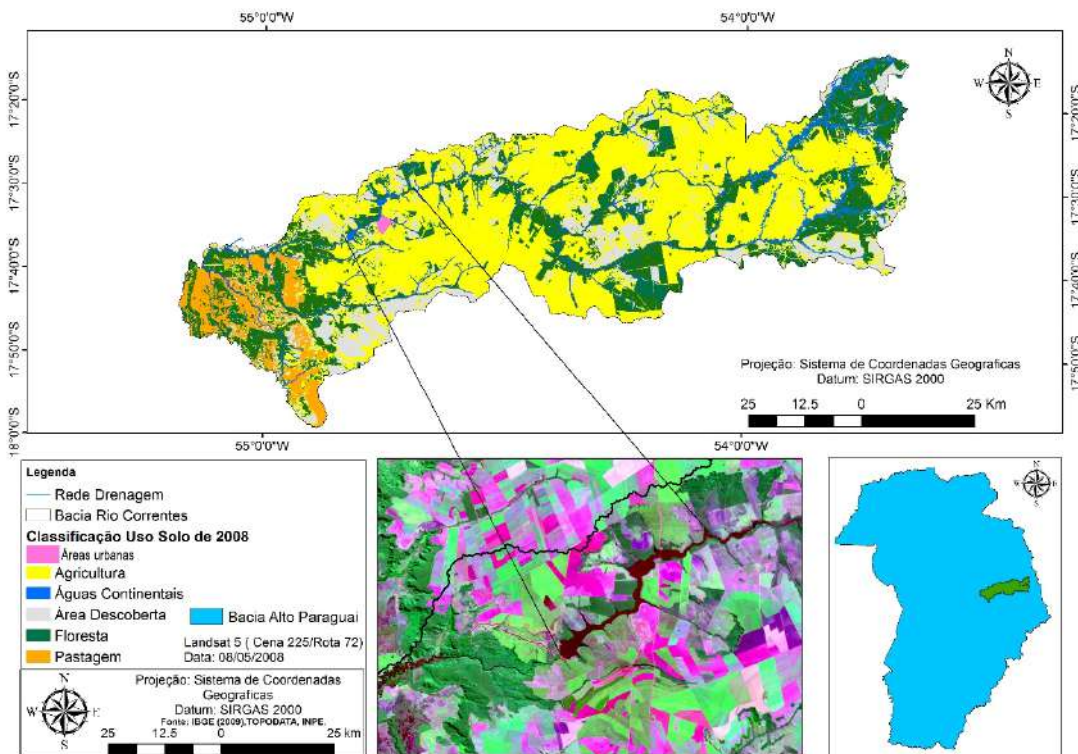 55°0'0"W
54°0'0"W
17°20'0"S
17°30'0"S
17°40'0"S
17°50'0"S
18°0'0"S
N
W
E
S
17°20'0"S
17°30'0"S
17°40'0"S
17°50'0"S
Projeção: Sistema de Coordenadas Geograficas
Datum: SIRGAS 2000
25 12.5 0 25 Km
55°0'0"W
54°0'0"W
Legenda
Rede Drenagem
Bacia Rio Correntes
Classificação Uso Solo de 2008
Áreas urbanas
Agricultura
Águas Continentais
Área Descoberta
Floresta
Pastagem
Bacia Alto Paraguai
Landsat 5 ( Cena 225/Rota 72)
Data: 08/05/2008
N
W
E
S
Projeção: Sistema de Coordenadas
Geograficas
Datum: SIRGAS 2000
Fonte: IBGE (2009),TOPODATA, INPE.
25 12.5 0 25 km
N
W
E
S